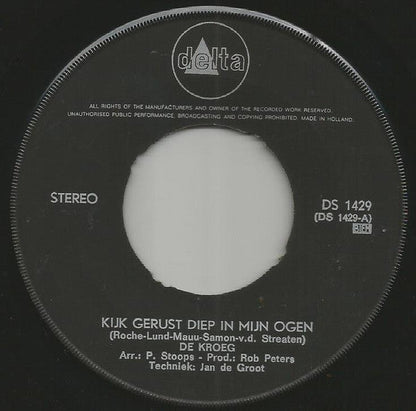 delta
ALL RIGHTS OF THE MANUFACTURERS AND OWNER OF THE RECORDED WORK RESERVED.
UNAUTHORISED PUBLIC PERFORMANCE, BROADCASTING AND COPYING PROHIBITED. MADE IN HOLLAND.
STEREO
DS 1429
(DS 1429-A)
KIJK GERUST DIEP IN MIJN OGEN
(Roche-Lund-Mauu-Samon-v.d. Streaten)
DE KROEG
Arr.: P. Stoops - Prod.: Rob Peters
Techniek: Jan de Groot